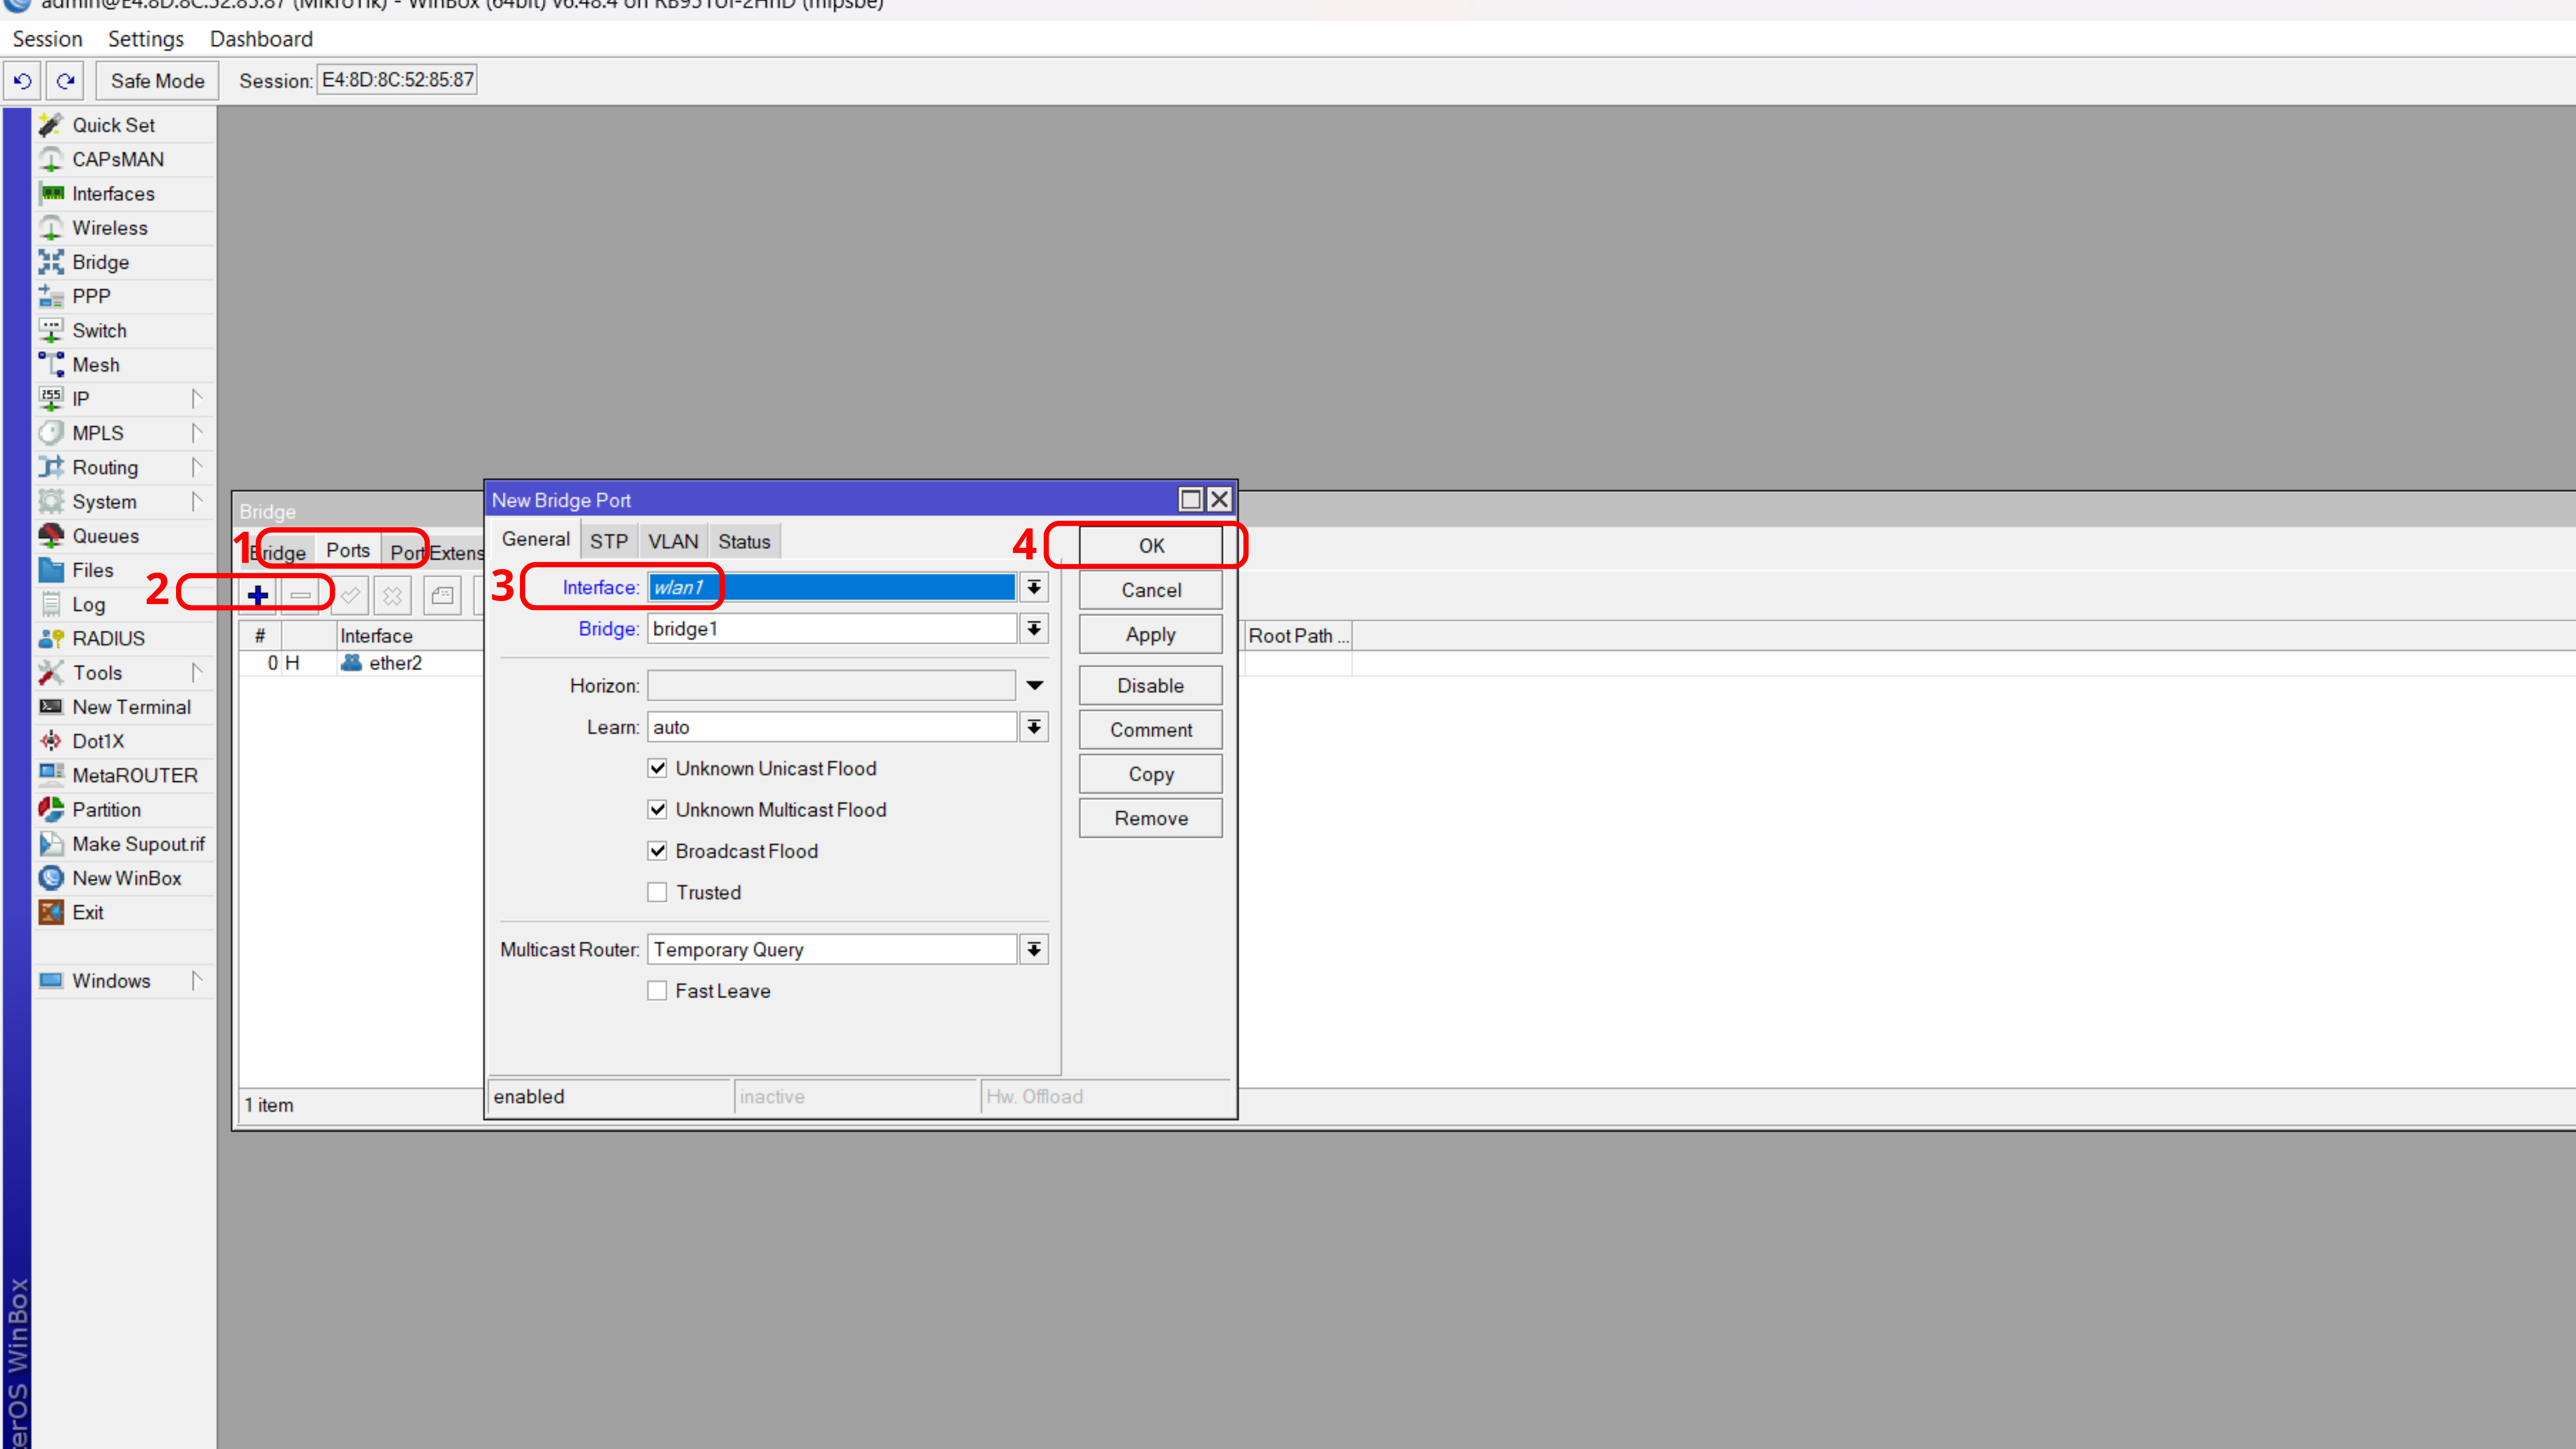 admin@E4:8D:8C:52:85:87 (MikroTik) - WinBox (64bit) v6.48.4 on RB951Ui-2HnD (mipsbe)
Session Settings Dashboard
Safe Mode Session: E4:8D:8C:52:85:87
Quick Set
CAPsMAN
Interfaces
Wireless
Bridge
PPP
Switch
Mesh
IP
MPLS
Routing
System
Queues
Files
Log
RADIUS
Tools
New Terminal
Dot1X
MetaROUTER
Partition
Make Supout.rif
New WinBox
Exit
Windows
erOS WinBox
Bridge
1 Bridge Ports Port Extens
2
# Interface Root Path ...
0 H ether2
1 item
New Bridge Port
General STP VLAN Status
3 Interface: wlan1
Bridge: bridge1
Horizon:
Learn: auto
Unknown Unicast Flood
Unknown Multicast Flood
Broadcast Flood
Trusted
Multicast Router: Temporary Query
Fast Leave
4 OK
Cancel
Apply
Disable
Comment
Copy
Remove
enabled inactive Hw. Offload